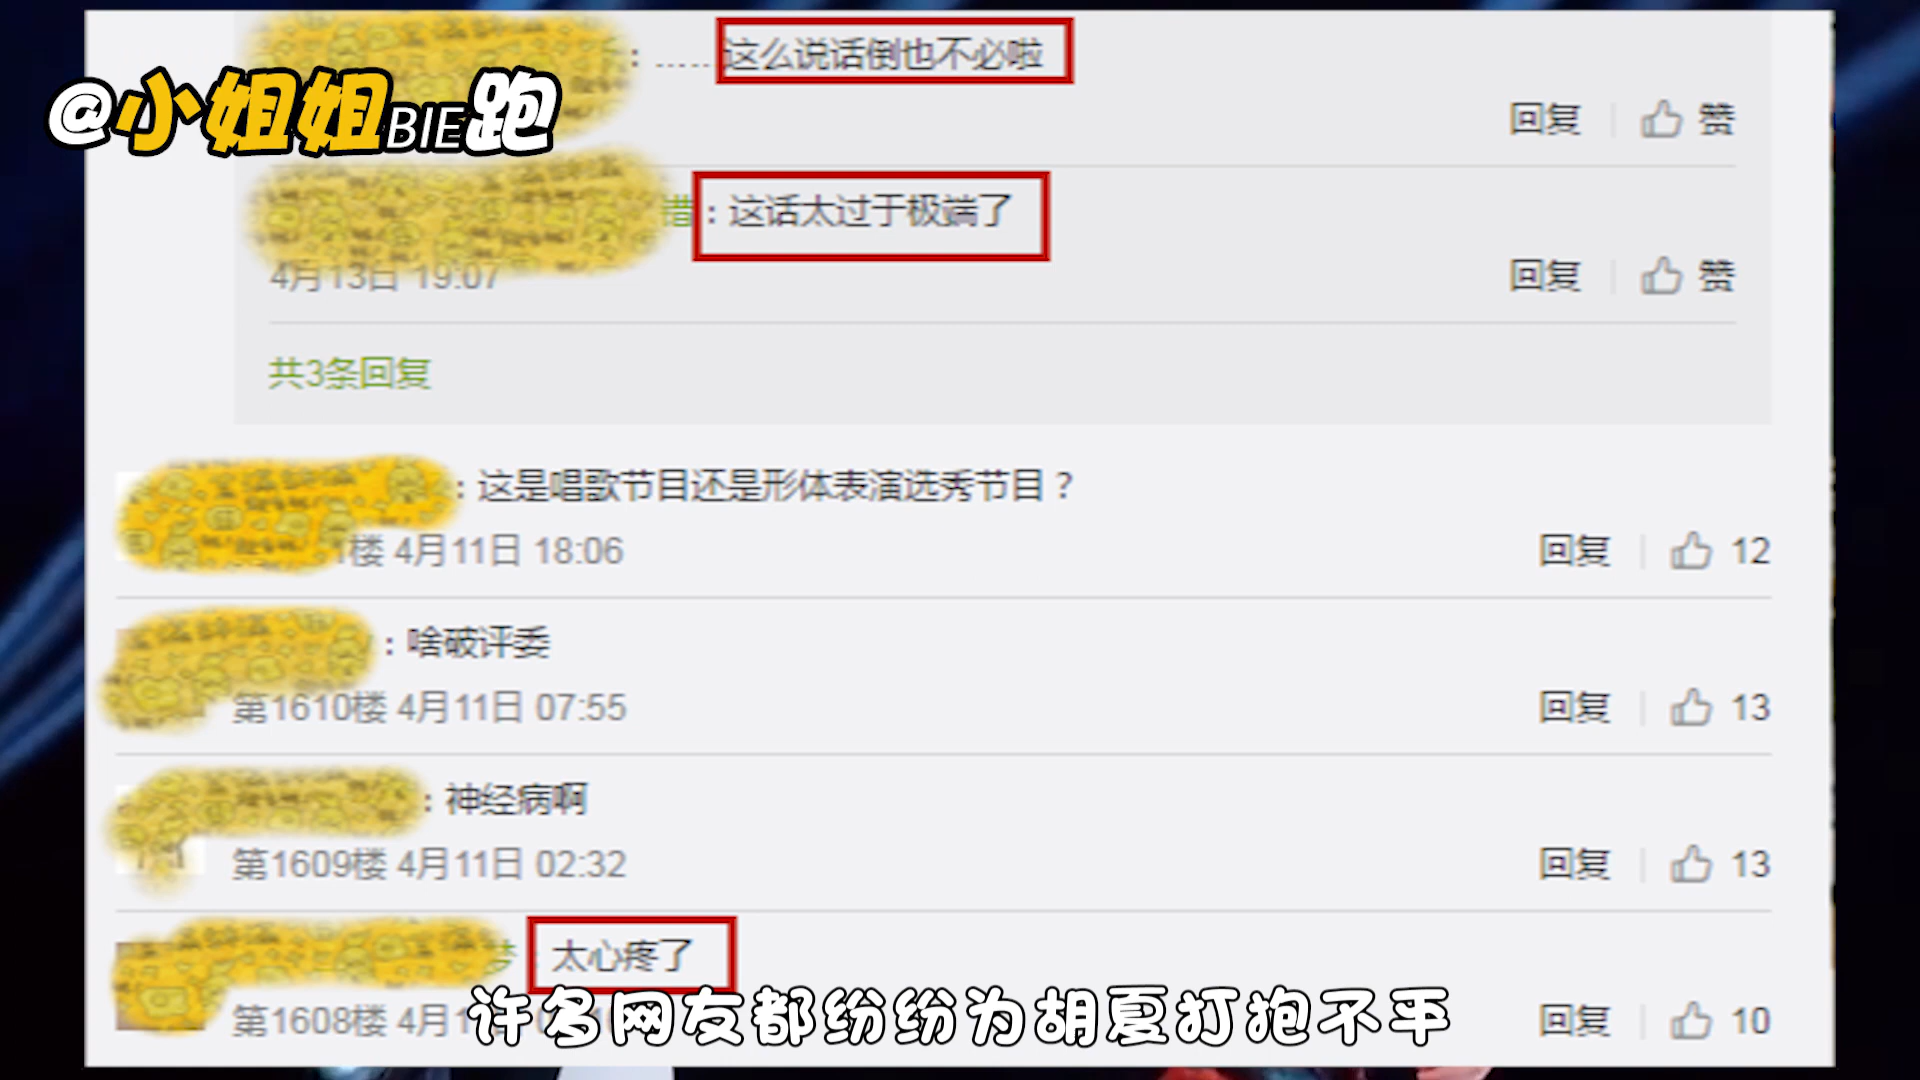 ……这么说话倒也不必啦
回复 赞
@小姐姐BIE跑
错：这话太过于极端了
4月13日 19:07
回复 赞
共3条回复
：这是唱歌节目还是形体表演选秀节目？
1楼 4月11日 18:06
回复 12
：啥破评委
第1610楼 4月11日 07:55
回复 13
：神经病啊
第1609楼 4月11日 02:32
回复 13
梦：太心疼了
第1608楼 4月1
回复 10
许多网友都纷纷为胡夏打抱不平